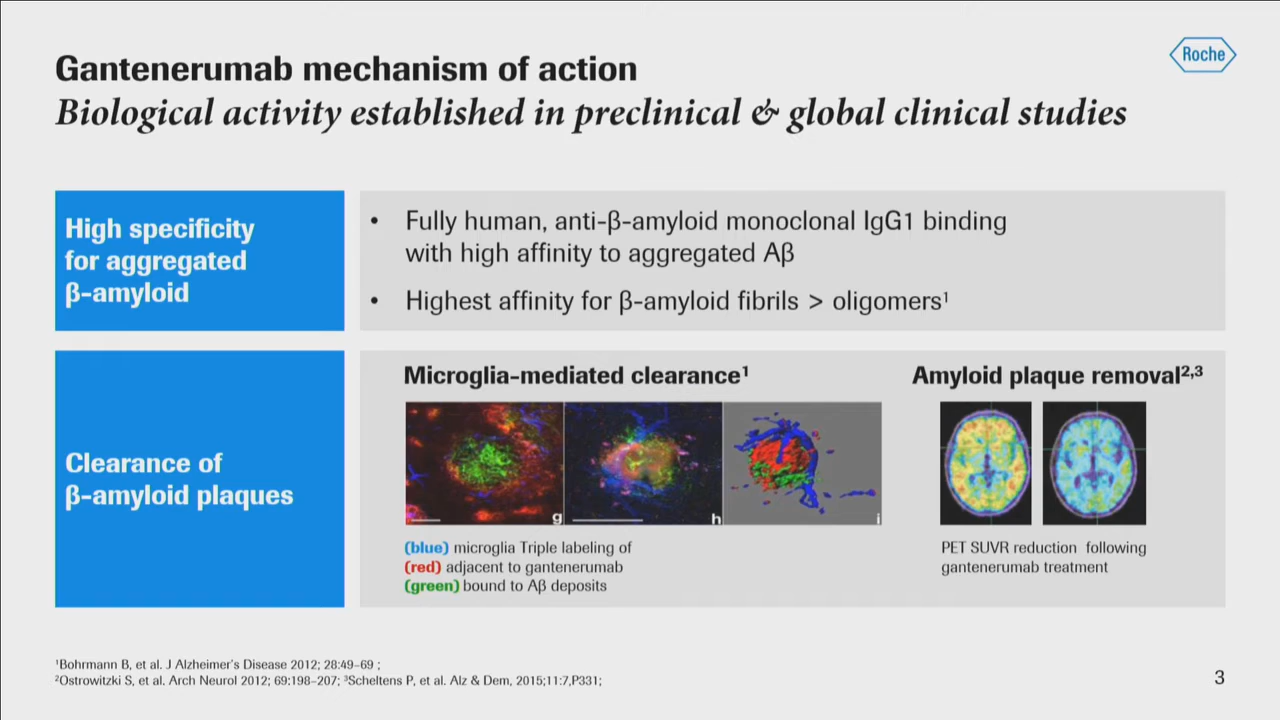 Gantenerumab mechanism of action
Roche
Biological activity established in preclinical & global clinical studies
High specificity
for aggregated
β-amyloid
• Fully human, anti-β-amyloid monoclonal IgG1 binding
with high affinity to aggregated Aβ
• Highest affinity for β-amyloid fibrils > oligomers¹
Clearance of
β-amyloid plaques
Microglia-mediated clearance¹
g
h
i
(blue) microglia Triple labeling of
(red) adjacent to gantenerumab
(green) bound to Aβ deposits
Amyloid plaque removal²,³
PET SUVR reduction following
gantenerumab treatment
¹Bohrmann B, et al. J Alzheimer's Disease 2012; 28:49–69 ;
²Ostrowitzki S, et al. Arch Neurol 2012; 69:198–207; ³Scheltens P, et al. Alz & Dem, 2015;11:7,P331;
3